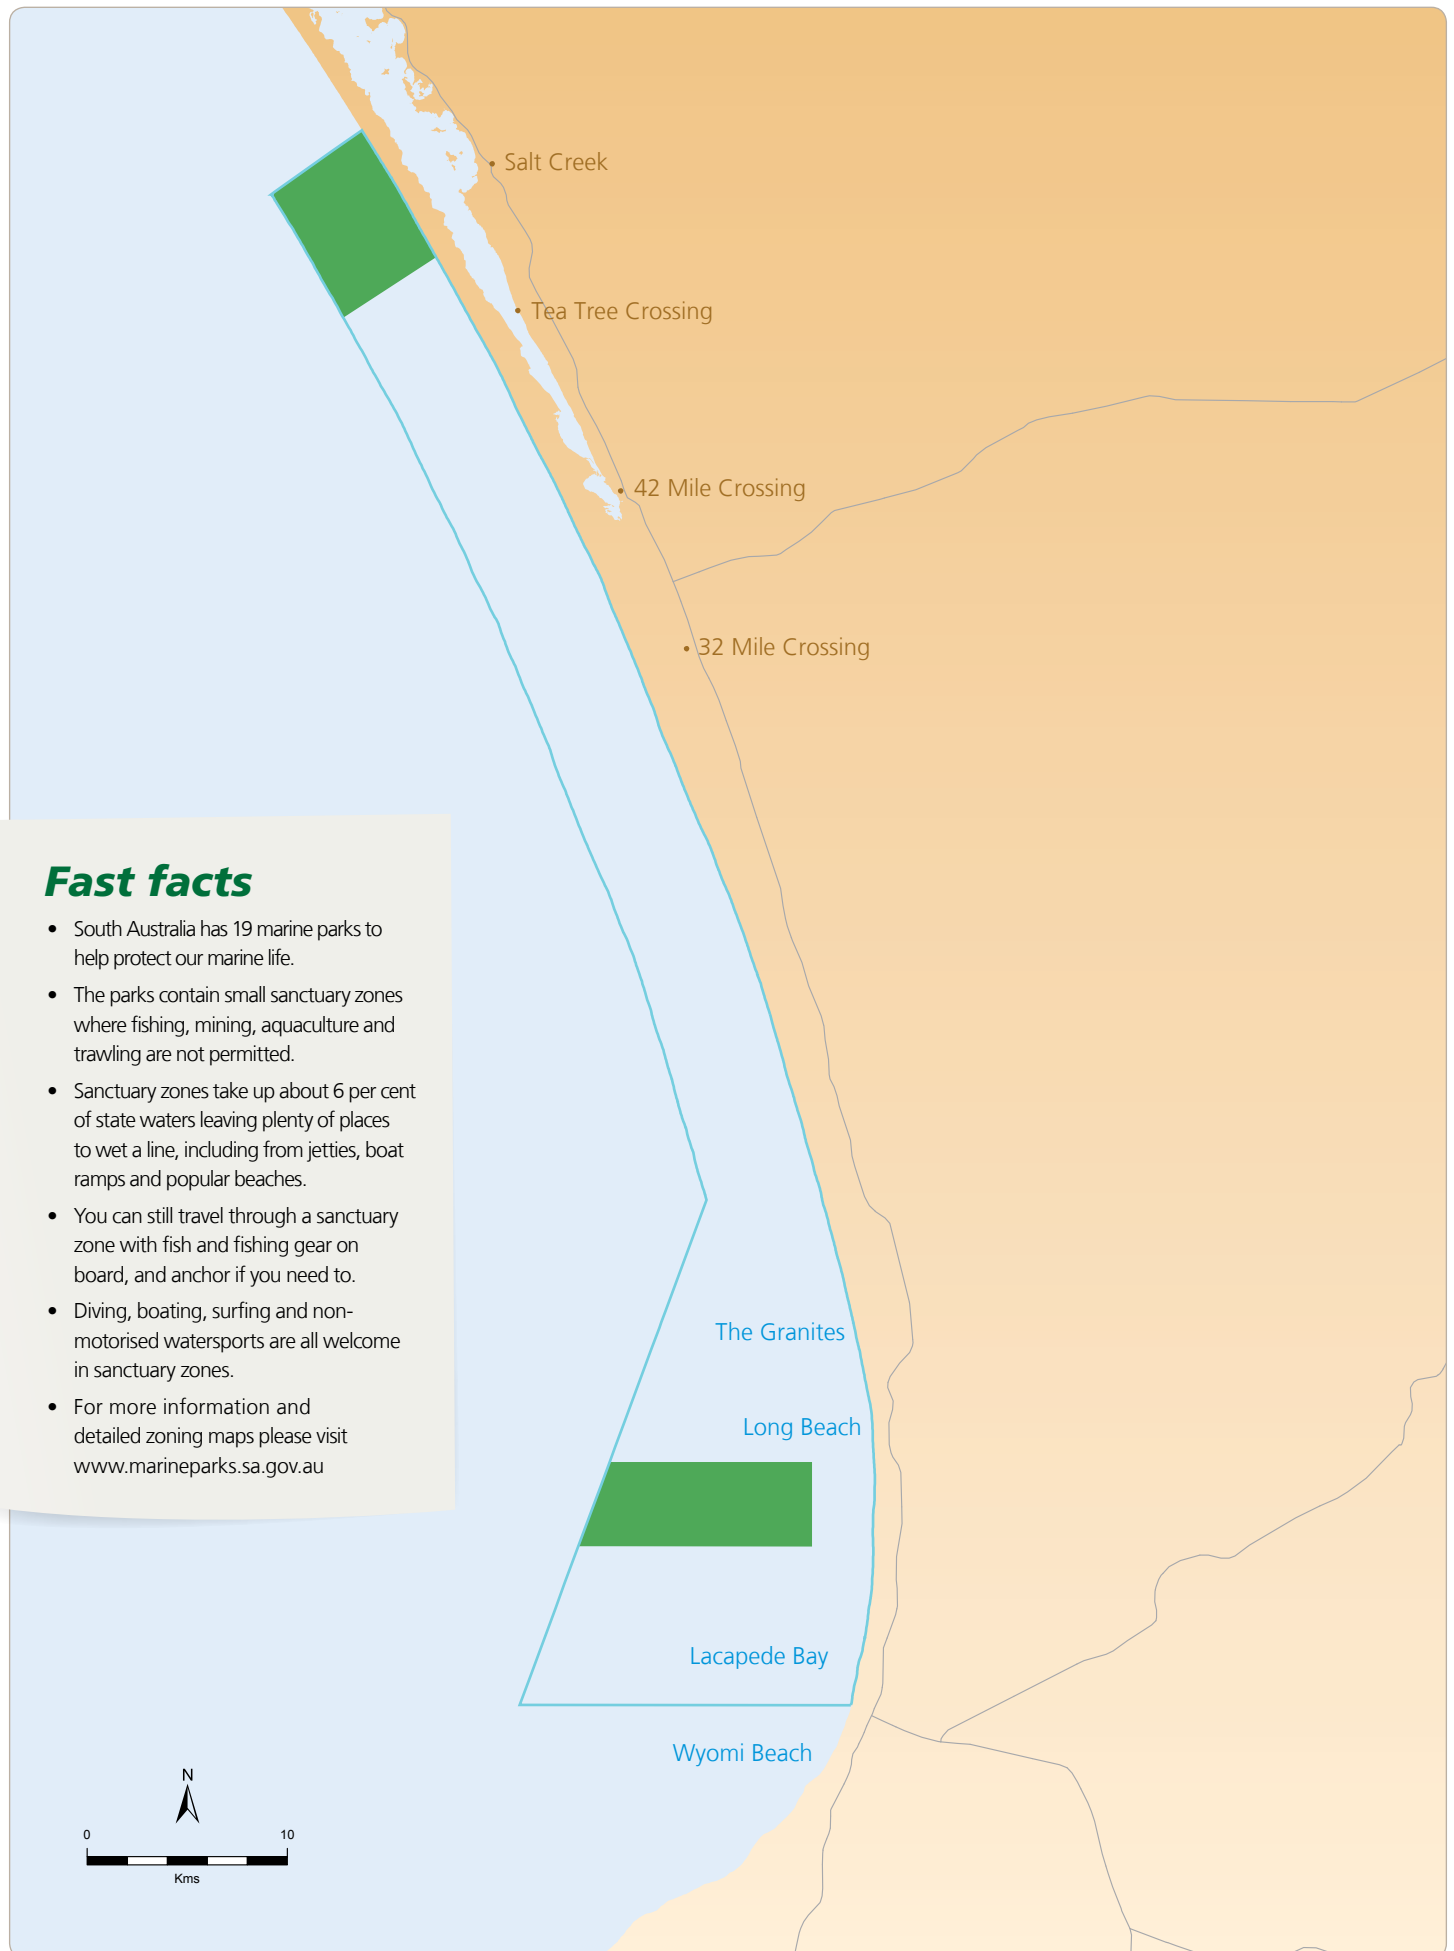 Salt Creek
Tea Tree Crossing
42 Mile Crossing
32 Mile Crossing
Fast facts
• South Australia has 19 marine parks to
help protect our marine life.
• The parks contain small sanctuary zones
where fishing, mining, aquaculture and
trawling are not permitted.
• Sanctuary zones take up about 6 per cent
of state waters leaving plenty of places
to wet a line, including from jetties, boat
ramps and popular beaches.
• You can still travel through a sanctuary
zone with fish and fishing gear on
board, and anchor if you need to.
• Diving, boating, surfing and non-
motorised watersports are all welcome
in sanctuary zones.
• For more information and
detailed zoning maps please visit
www.marineparks.sa.gov.au
The Granites
Long Beach
Lacapede Bay
Wyomi Beach
N
0 10
Kms